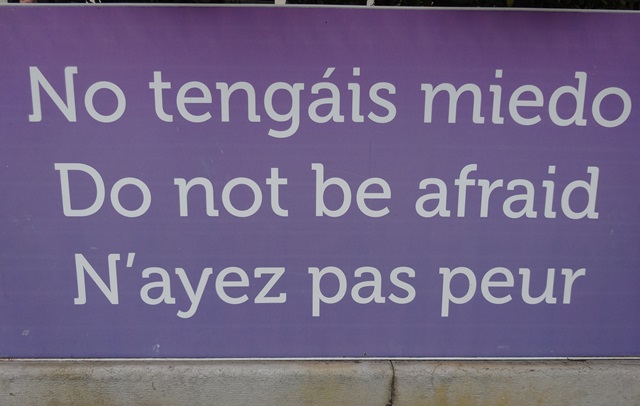 No tengáis miedo
Do not be afraid
N'ayez pas peur